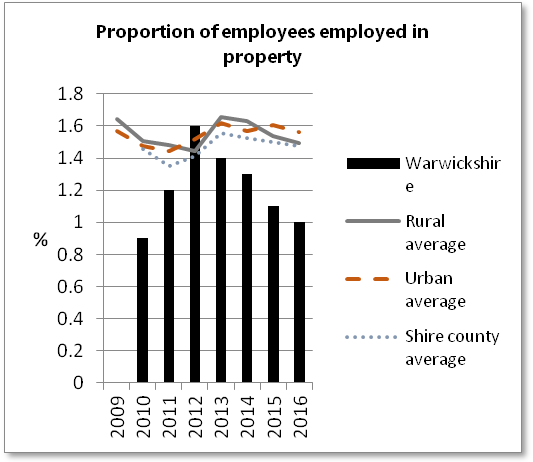 Proportion of employees employed in
property
1.8
1.6
1.4
1.2
1
0.8
0.6
0.4
0.2
0
%
2009
2010
2011
2012
2013
2014
2015
2016
Warwickshir
e
Rural
average
Urban
average
Shire county
average